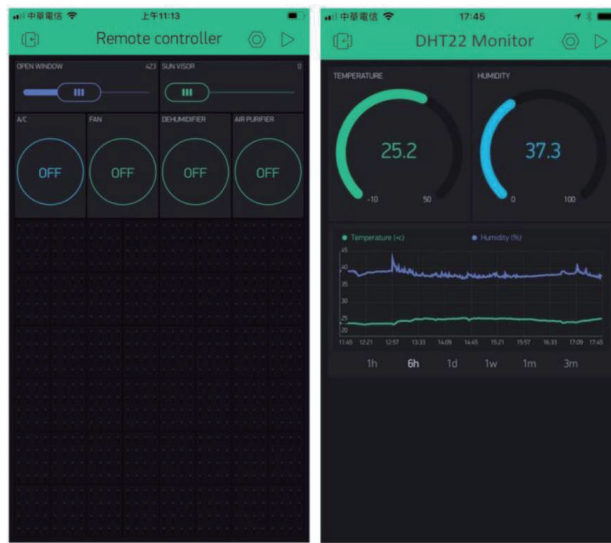 中華電信
上午11:13
Remote controller
OPEN WINDOW
423
SUN VISOR
0
A/C
FAN
DEHUMIDIFIER
AIR PURIFIER
OFF
OFF
OFF
OFF
中華電信
17:45
DHT22 Monitor
TEMPERATURE
HUMIDITY
25.2
37.3
-10
50
0
100
Temperature (•c)
Humidity (%)
45
40
35
30
25
20
11:45 12:21 12:57 13:33 14:09 14:45 15:21 15:57 16:33 17:09 17:45
1h 6h 1d 1w 1m 3m